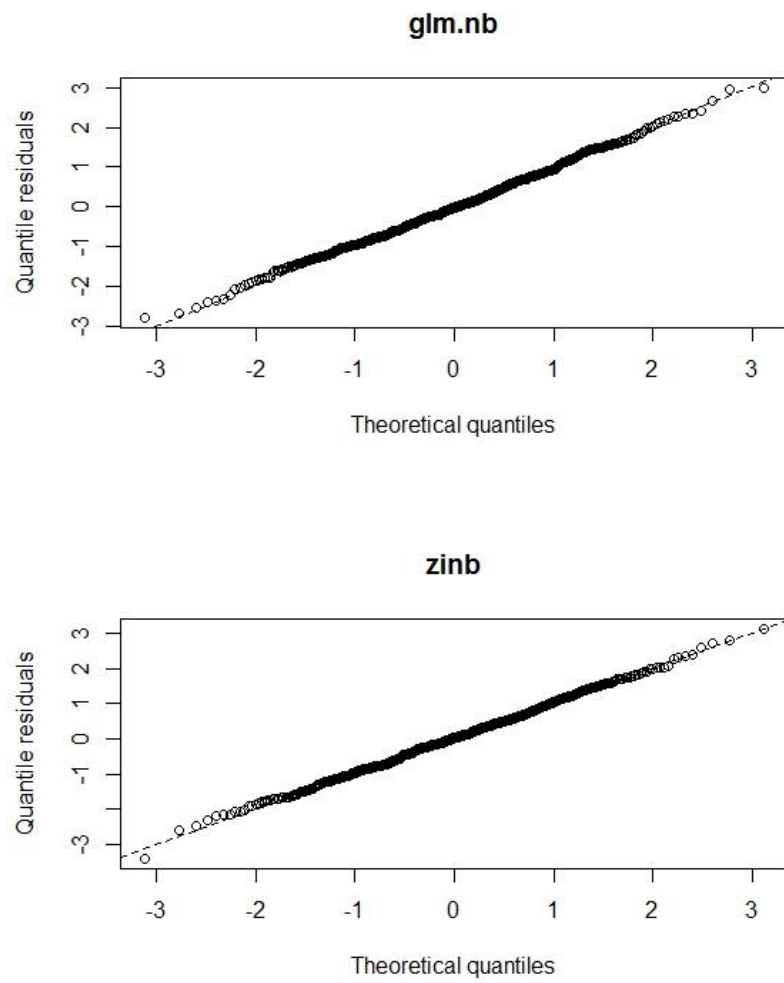 glm.nb
3
2
1
0
-1
-2
-3
Quantile residuals
-3 -2 -1 0 1 2 3
Theoretical quantiles
zinb
3
2
1
0
-1
-3
Quantile residuals
-3 -2 -1 0 1 2 3
Theoretical quantiles